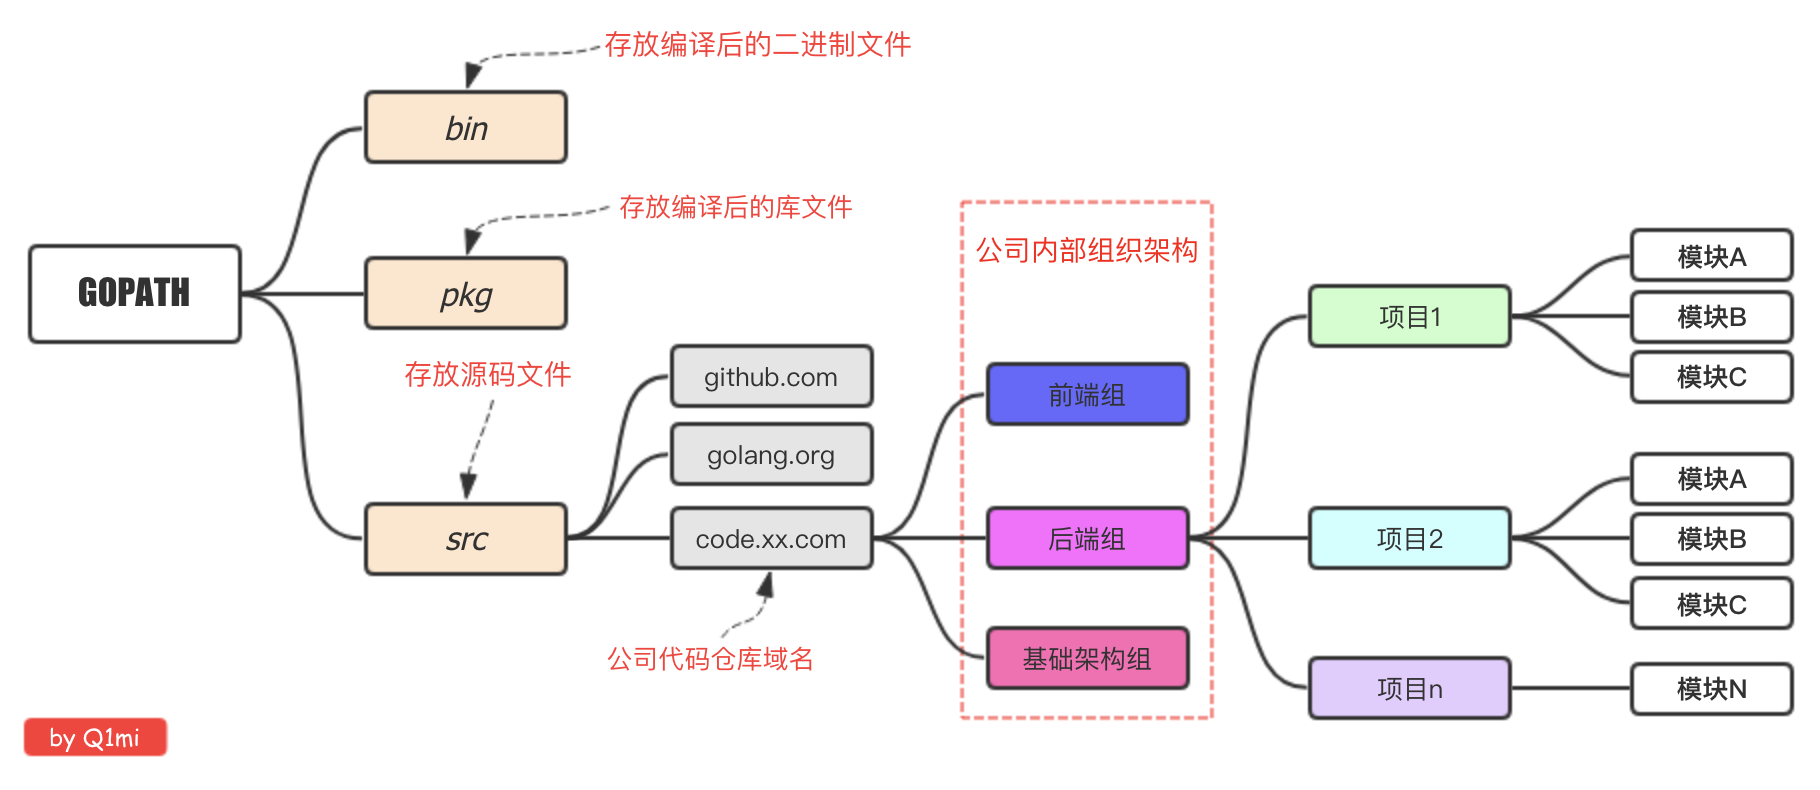 存放编译后的二进制文件
bin
存放编译后的库文件
pkg
GOPATH
存放源码文件
src
github.com
golang.org
code.xx.com
公司代码仓库域名
公司内部组织架构
前端组
后端组
基础架构组
项目1
模块A
模块B
模块C
项目2
模块A
模块B
模块C
项目n
模块N
by Q1mi